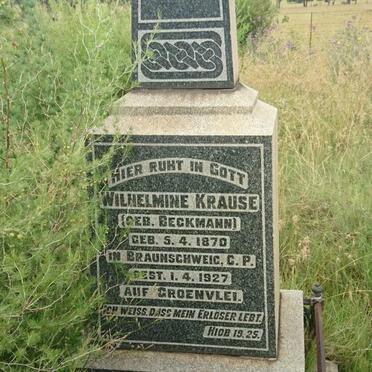 HIER RUHT IN GOTT
WILHELMINE KRAUSE
(GEB. BECKMANN)
GEB. 5. 4. 1870
IN BRAUNSCHWEIG, C. P.
GEST. 1. 4. 1927
AUF GROENVLEI.
ICH WEISS, DASS MEIN ERLÖSER LEBT.
HIOB 19. 25.